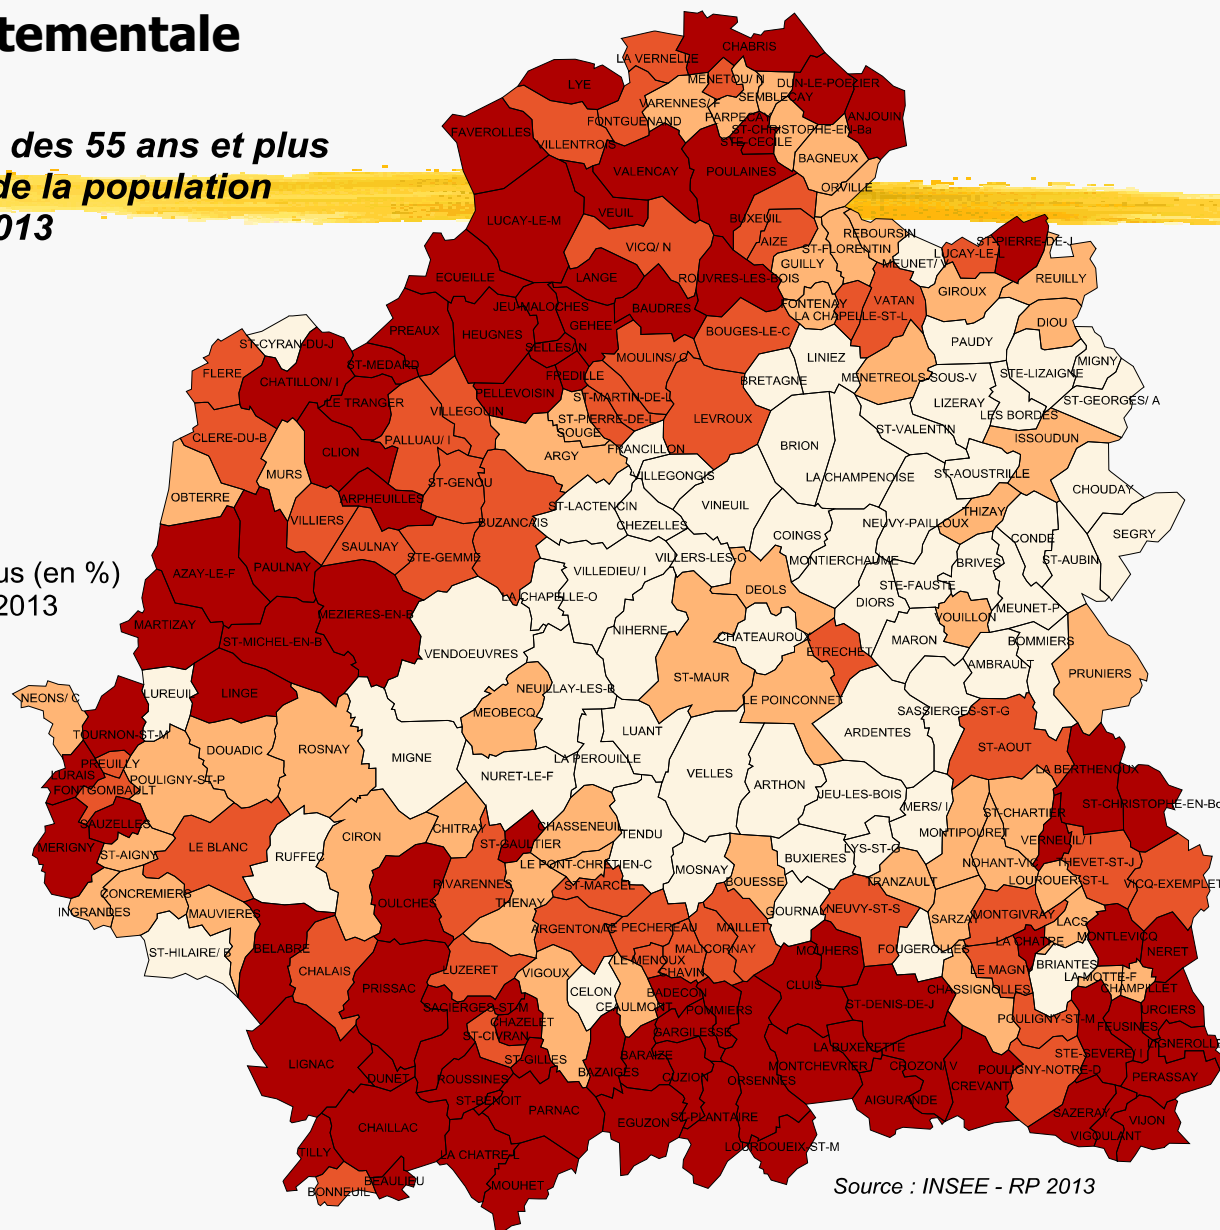 tementale
des 55 ans et plus
de la population
013
us (en %)
2013
CHABRIS
LA VERNELLE
LYE
MENETOU/ N
DUN-LE-POEZIER
SEMBLECAY
VARENNES/ F
PARPECAY
ANJOUIN
FONTGUENAND
FAVEROLLES
ST-CHRISTOPHE-EN-Ba
STE-CECILE
VILLENTROIS
BAGNEUX
VALENCAY
POULAINES
ORVILLE
VEUIL
LUCAY-LE-M
BUXEUIL
REBOURSIN
VICQ/ N
AIZE
ST-FLORENTIN
ST-PIERRE-DE-J
LUCAY-LE-L
GUILLY
MEUNET/ V
ECUEILLE
LANGE
ROUVRES-LES-BOIS
REUILLY
GIROUX
JEU-MALOCHES
BAUDRES
FONTENAY
VATAN
LA CHAPELLE-ST-L
GEHEE
DIOU
PREAUX
HEUGNES
BOUGES-LE-C
ST-CYRAN-DU-J
SELLES/ N
PAUDY
MOULINS/ C
LINIEZ
MIGNY
ST-MEDARD
FLERE
FREDILLE
STE-LIZAIGNE
CHATILLON/ I
BRETAGNE
MENETREOLS-SOUS-V
PELLEVOISIN
ST-MARTIN-DE-L
ST-GEORGES/ A
LE TRANGER
LIZERAY
VILLEGOUIN
LES BORDES
ST-PIERRE-DE-L
LEVROUX
ST-VALENTIN
SOUGE
CLERE-DU-B
PALLUAU/ I
ISSOUDUN
BRION
FRANCILLON
CLION
ARGY
MURS
VILLEGONGIS
LA CHAMPENOISE
ST-AOUSTRILLE
ST-GENOU
CHOUDAY
OBTERRE
ARPHEUILLES
ST-LACTENCIN
VINEUIL
THIZAY
VILLIERS
BUZANCAIS
CHEZELLES
NEUVY-PAILLOUX
COINGS
CONDE
SEGRY
SAULNAY
STE-GEMME
VILLERS-LES-O
MONTIERCHAUME
BRIVES
ST-AUBIN
AZAY-LE-F
PAULNAY
VILLEDIEU/ I
STE-FAUSTE
DEOLS
LA CHAPELLE-O
DIORS
MEUNET-P
MEZIERES-EN-B
VOUILLON
MARTIZAY
NIHERNE
CHATEAUROUX
MARON
BOMMIERS
ST-MICHEL-EN-B
ETRECHET
VENDOEUVRES
AMBRAULT
PRUNIERS
ST-MAUR
LINGE
LUREUIL
NEUILLAY-LES-B
NEONS/ C
LE POINCONNET
SASSIERGES-ST-G
MEOBECQ
LUANT
ARDENTES
TOURNON-ST-M
DOUADIC
ROSNAY
ST-AOUT
MIGNE
LA PEROUILLE
PREUILLY
LA BERTHENOUX
LURAIS
VELLES
POULIGNY-ST-P
NURET-LE-F
ARTHON
FONTGOMBAULT
JEU-LES-BOIS
ST-CHRISTOPHE-EN-Bo
MERS/ I
ST-CHARTIER
SAUZELLES
CHITRAY
CHASSENEUIL
TENDU
MONTIPOURET
CIRON
VERNEUIL/ I
MERIGNY
LE BLANC
ST-GAULTIER
LYS-ST-G
ST-AIGNY
RUFFEC
BUXIERES
LE PONT-CHRETIEN-C
NOHANT-VIC
THEVET-ST-J
MOSNAY
RIVARENNES
ST-MARCEL
BOUESSE
TRANZAULT
LOUROUER-ST-L
VICQ-EXEMPLET
CONCREMIERS
OULCHES
THENAY
INGRANDES
MAUVIERES
GOURNAY
NEUVY-ST-S
SARZAY
MONTGIVRAY
LACS
ARGENTON/C
LE PECHEREAU
MAILLET
BELABRE
MONTLEVICQ
LA CHATRE
ST-HILAIRE/ B
MALICORNAY
MOUHERS
FOUGEROLLES
NERET
LE MENOUX
CHALAIS
LUZERET
VIGOUX
CHAVIN
LE MAGNY
BRIANTES
LA MOTTE-F
PRISSAC
CLUIS
CHASSIGNOLLES
CHAMPILLET
CELON
BADECON
SACIERGES-ST-M
CEAULMONT
POMMIERS
ST-DENIS-DE-J
URCIERS
CHAZELET
POULIGNY-ST-M
FEUSINES
ST-CIVRAN
GARGILESSE
LIGNEROLLES
LA BUXERETTE
BARAIZE
ST-GILLES
STE-SEVERE/ I
LIGNAC
MONTCHEVRIER
CROZON/ V
POULIGNY-NOTRE-D
BAZAIGES
CUZION
PERASSAY
DUNET
ROUSSINES
ORSENNES
CREVANT
ST-BENOIT
AIGURANDE
PARNAC
SAZERAY
ST-PLANTAIRE
EGUZON
VIJON
CHAILLAC
VIGOULANT
LOURDOUEIX-ST-M
TILLY
LA CHATRE-L
BEAULIEU
MOUHET
BONNEUIL
Source : INSEE - RP 2013